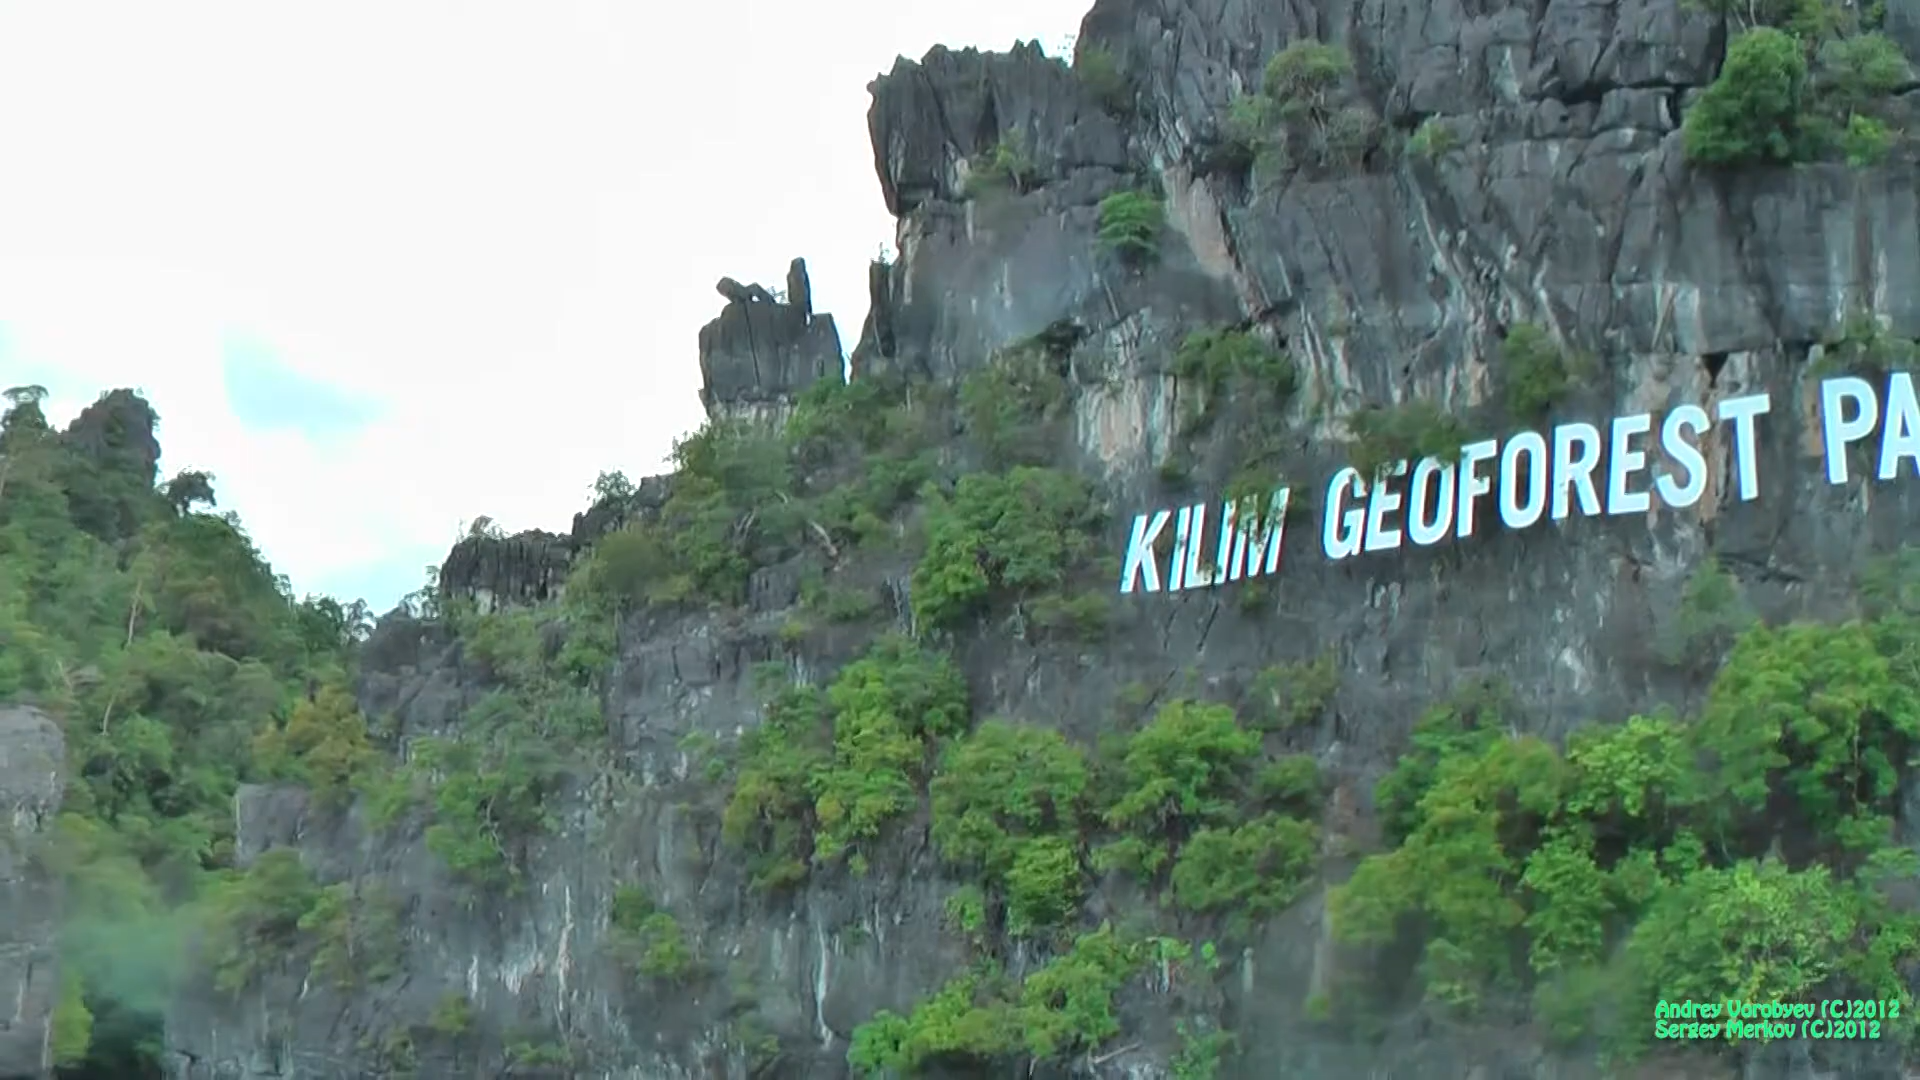 KILIM GEOFOREST PA
Andrey Vorobyev (C)2012
Sergey Merkov (C)2012